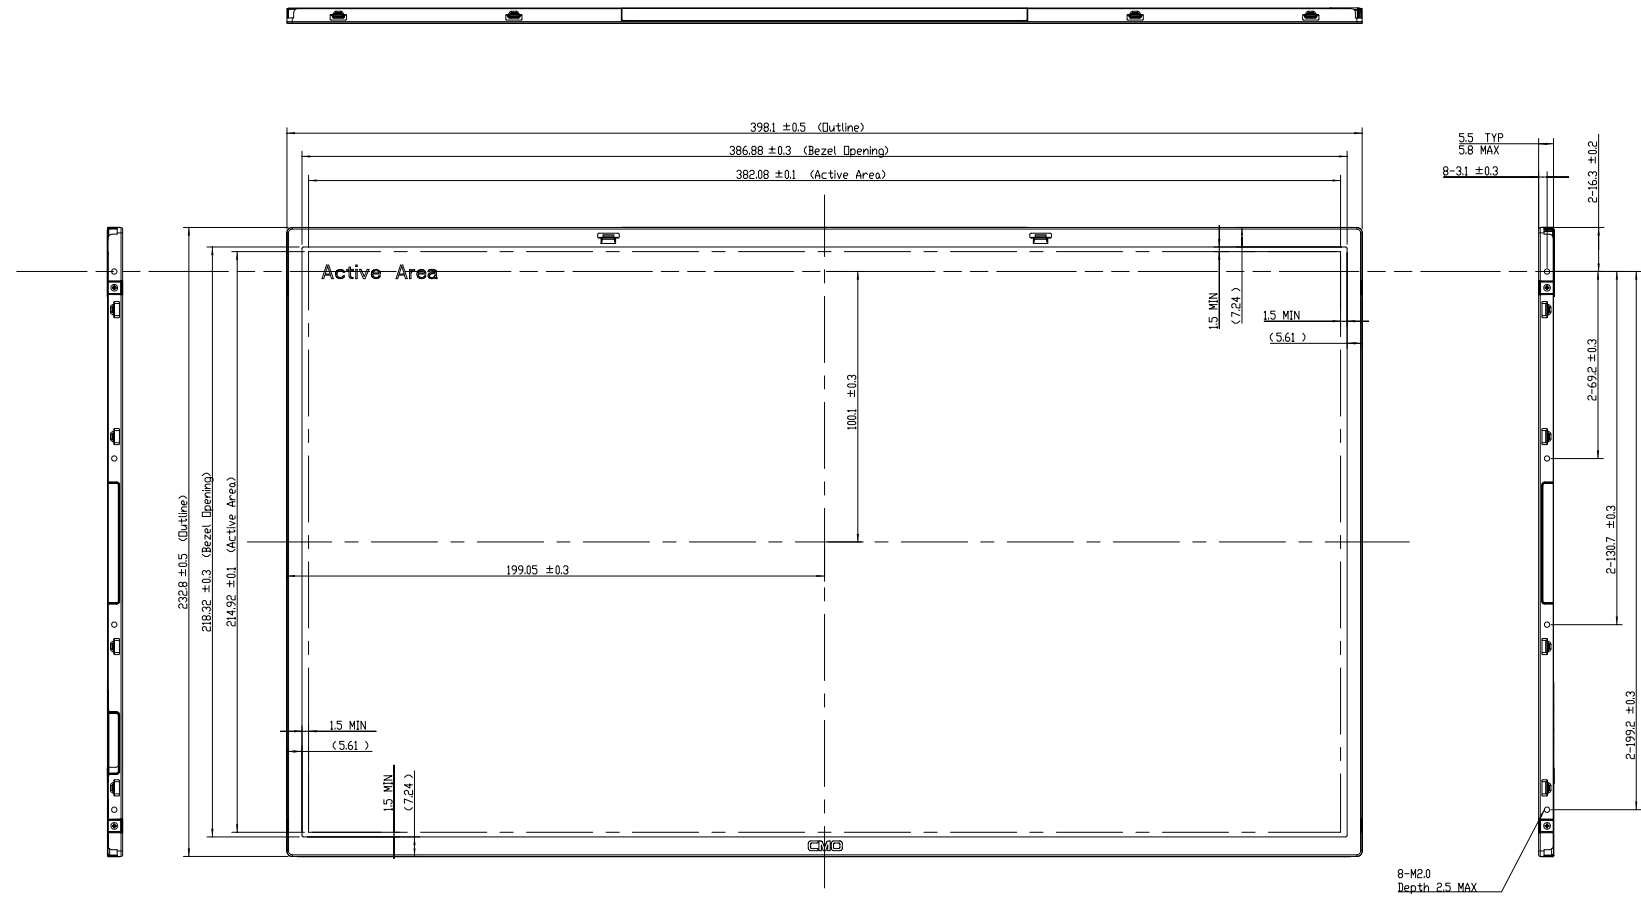 398.1 ±0.5 (Outline)
386.88 ±0.3 (Bezel Opening)
382.08 ±0.1 (Active Area)
5.5 TYP
5.8 MAX
8-3.1 ±0.3
2-16.3 ±0.2
Active Area
1.5 MIN
(7.24)
1.5 MIN
(5.61)
100.1 ±0.3
2-69.2 ±0.3
232.8 ±0.5 (Outline)
218.32 ±0.3 (Bezel Opening)
214.92 ±0.1 (Active Area)
2-130.7 ±0.3
199.05 ±0.3
2-199.2 ±0.3
1.5 MIN
(5.61)
1.5 MIN
(7.24)
CMO
8-M2.0
Depth 2.5 MAX